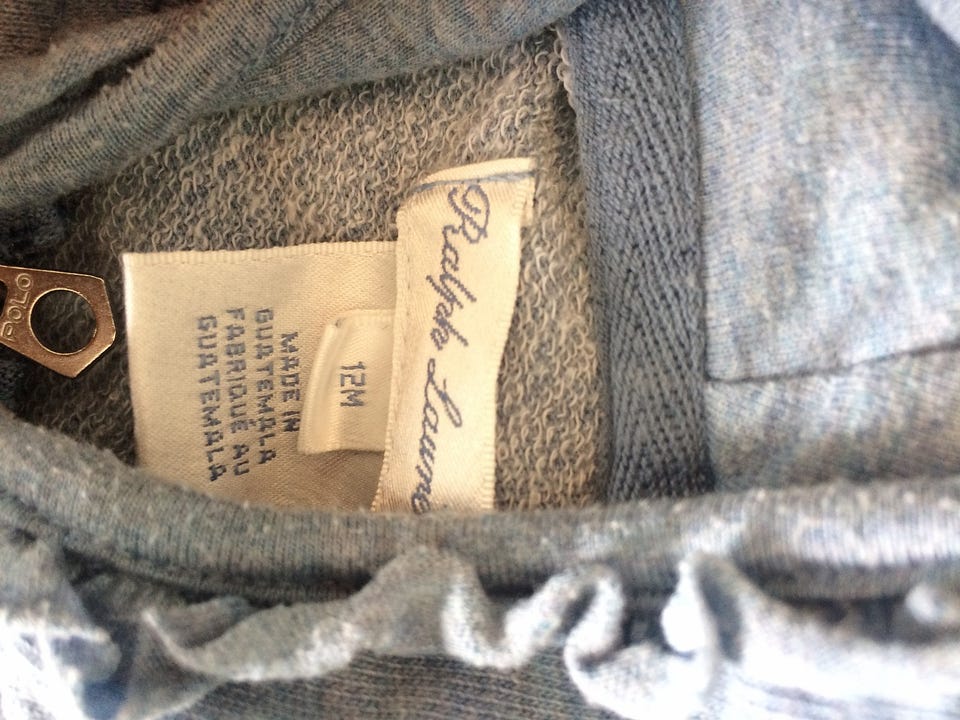 Ralph Lauren
12M
MADE IN
GUATEMALA
FABRIQUÉ AU
GUATEMALA
POLO